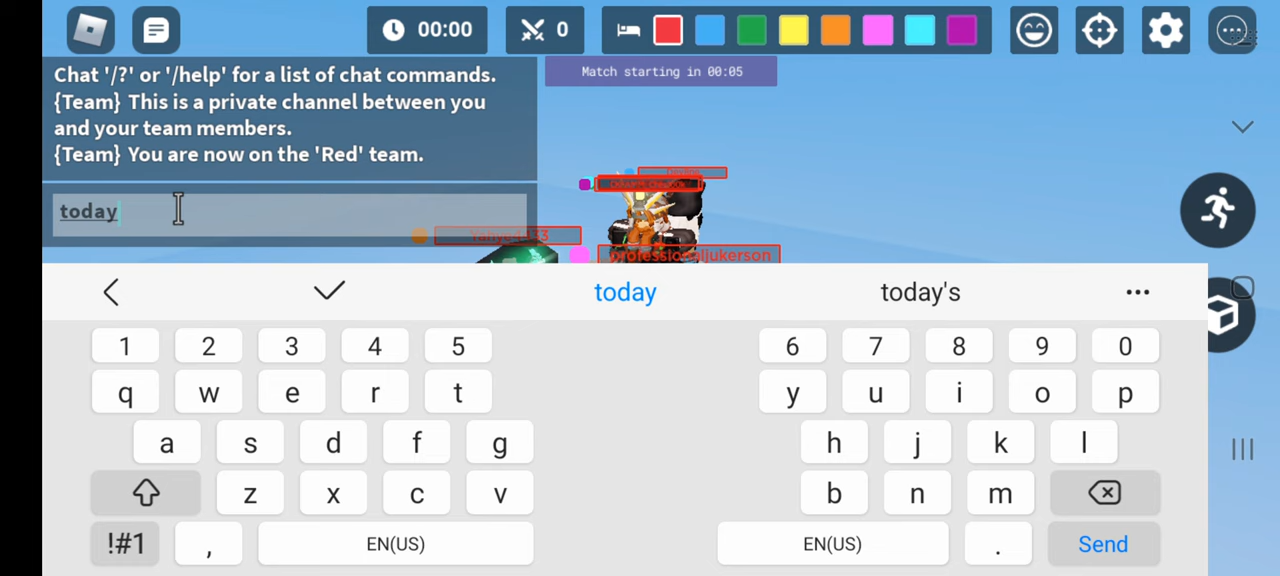 00:00
0
Match starting in 00:05
Chat '/?' or '/help' for a list of chat commands.
{Team} This is a private channel between you
and your team members.
{Team} You are now on the 'Red' team.
today
professionaljukerson
today
today's
1 2 3 4 5 6 7 8 9 0
q w e r t y u i o p
a s d f g h j k l
z x c v b n m
!#1 , EN(US) EN(US) . Send